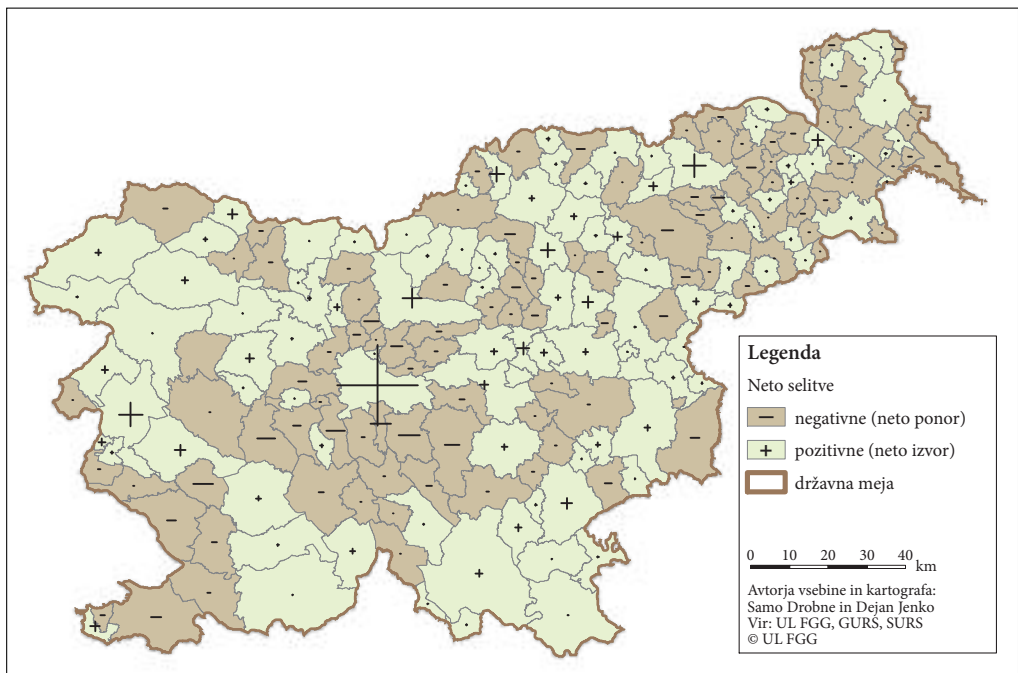 Legenda
Neto selitve
negativne (neto ponor)
pozitivne (neto izvor)
državna meja
0 10 20 30 40
km
Avtorja vsebine in kartografa:
Samo Drobne in Dejan Jenko
Vir: UL FGG, GURS, SURS
© UL FGG